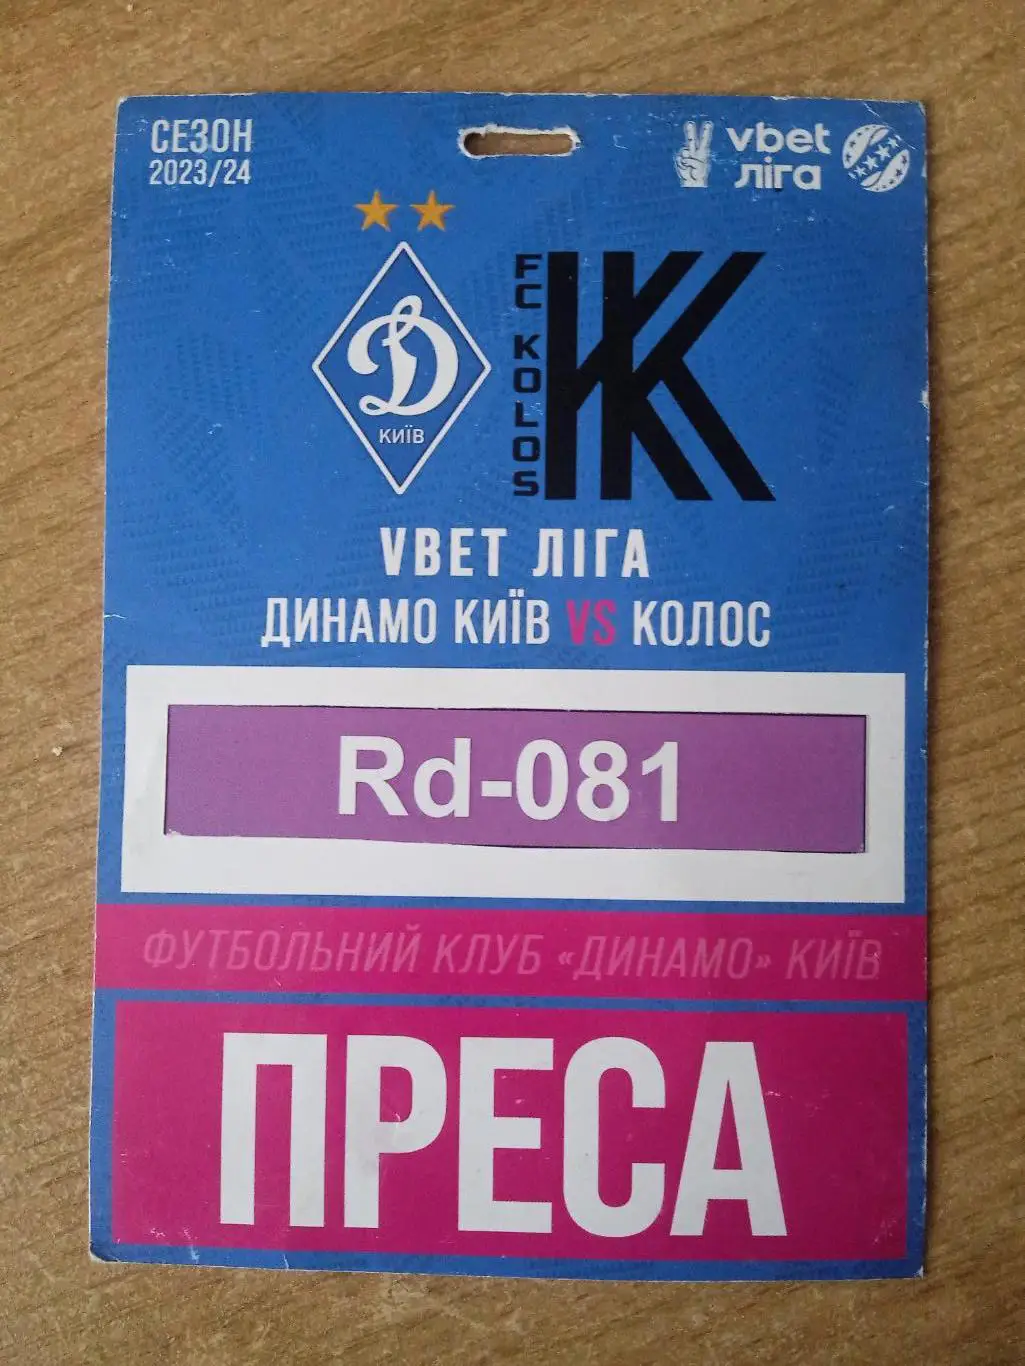 СЕЗОН
2023/24
vbet
ліга
FC KOLOS
Д
КИЇВ
VBET ЛІГА
ДИНАМО КИЇВ VS КОЛОС
Rd-081
ФУТБОЛЬНИЙ КЛУБ «ДИНАМО» КИЇВ
ПРЕСА